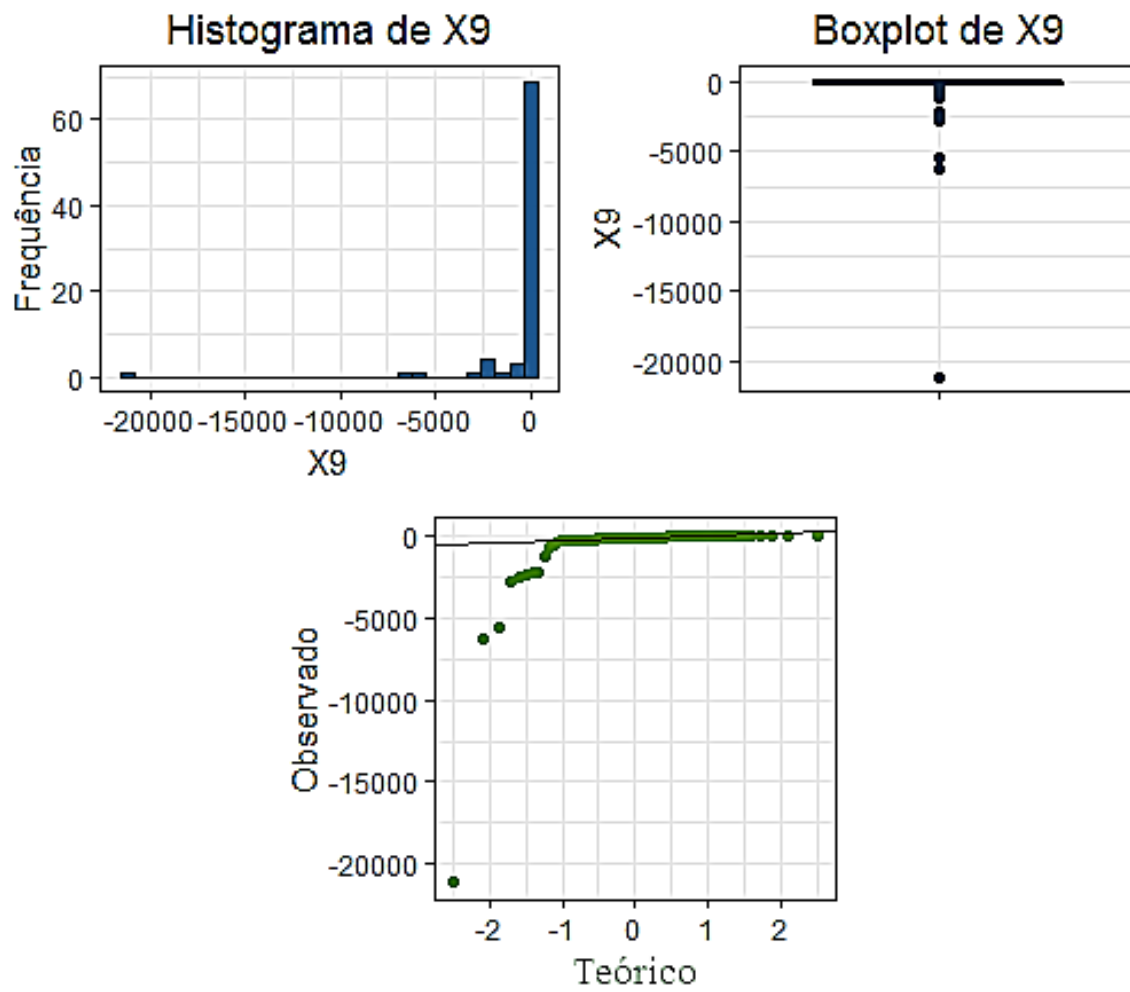 Histograma de X9
60
40
20
0
Frequência
-20000 -15000 -10000 -5000 0
X9
Boxplot de X9
0
-5000
-10000
-15000
-20000
X9
0
-5000
-10000
-15000
-20000
Observado
-2 -1 0 1 2
Teórico